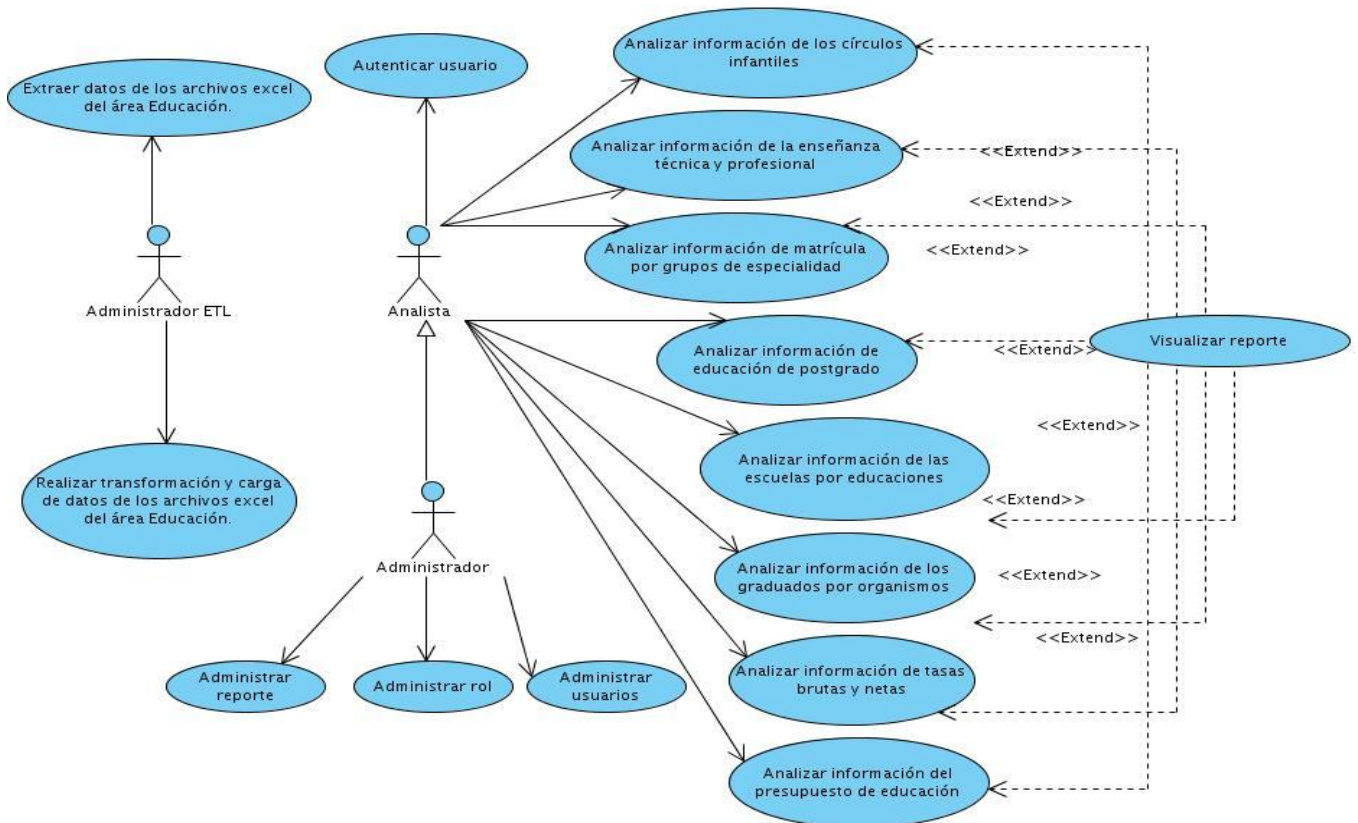 Analizar información de los círculos
infantiles
Autenticar usuario
Extraer datos de los archivos excel
del área Educación.
Analizar información de la enseñanza
técnica y profesional
<<Extend>>
<<Extend>>
Analizar información de matrícula
por grupos de especialidad
<<Extend>>
Administrador ETL
Analista
Visualizar reporte
Analizar información de
educación de postgrado
<<Extend>>
<<Extend>>
Analizar información de las
escuelas por educaciones
Realizar transformación y carga
de datos de los archivos excel
del área Educación.
<<Extend>>
Administrador
Analizar información de los
graduados por organismos
<<Extend>>
<<Extend>>
Administrar
reporte
Administrar rol
Administrar
usuarios
Analizar información de tasas
brutas y netas
Analizar información del
presupuesto de educación